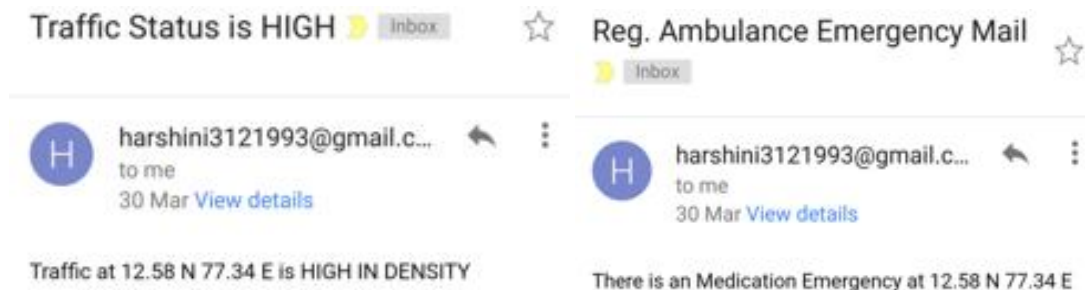 Traffic Status is HIGH Inbox
H
harshini3121993@gmail.c...
to me
30 Mar View details
Traffic at 12.58 N 77.34 E is HIGH IN DENSITY
Reg. Ambulance Emergency Mail
Inbox
H
harshini3121993@gmail.c...
to me
30 Mar View details
There is an Medication Emergency at 12.58 N 77.34 E